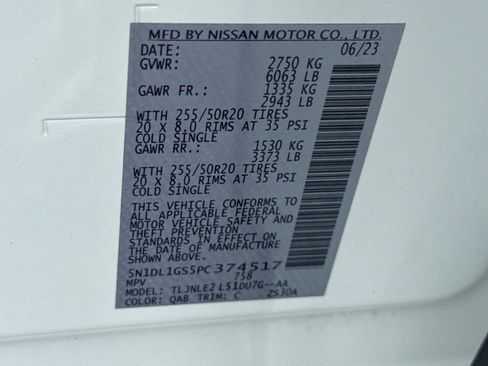 MFD BY NISSAN MOTOR CO., LTD.
DATE: 06/23
GVWR: 2750 KG
6063 LB
GAWR FR.: 1335 KG
2943 LB
WITH 255/50R20 TIRES
20 X 8.0 RIMS AT 35 PSI
COLD SINGLE
GAWR RR.: 1530 KG
3373 LB
WITH 255/50R20 TIRES
20 X 8.0 RIMS AT 35 PSI
COLD SINGLE
THIS VEHICLE CONFORMS TO
ALL APPLICABLE FEDERAL
MOTOR VEHICLE SAFETY AND
THEFT PREVENTION
STANDARDS IN EFFECT ON
THE DATE OF MANUFACTURE
SHOWN ABOVE.
5N1DL1GS5PC374517
MPV 758
MODEL: TLJNLE2 L51DU7G--AA
COLOR: QAB TRIM: C